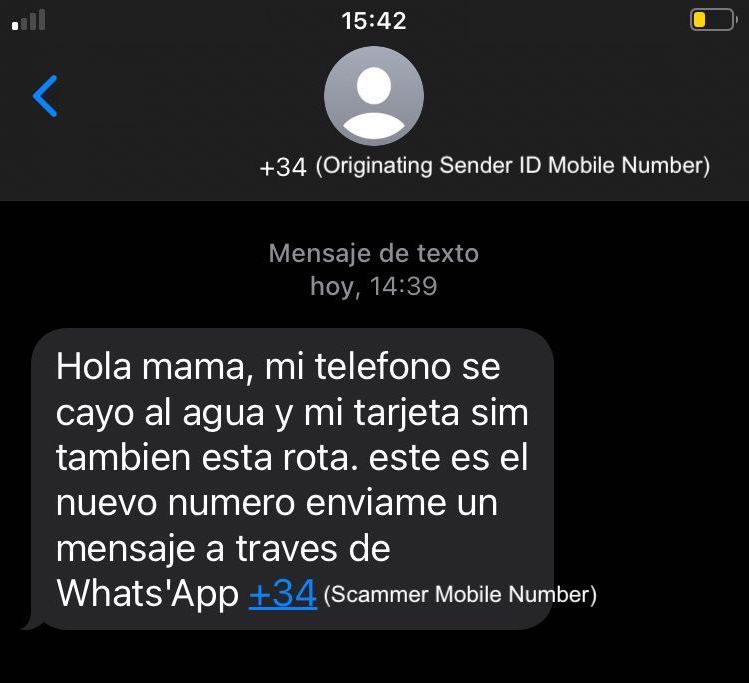 15:42
+34 (Originating Sender ID Mobile Number)
Mensaje de texto
hoy, 14:39
Hola mama, mi telefono se
cayo al agua y mi tarjeta sim
tambien esta rota. este es el
nuevo numero enviame un
mensaje a traves de
Whats'App +34 (Scammer Mobile Number)